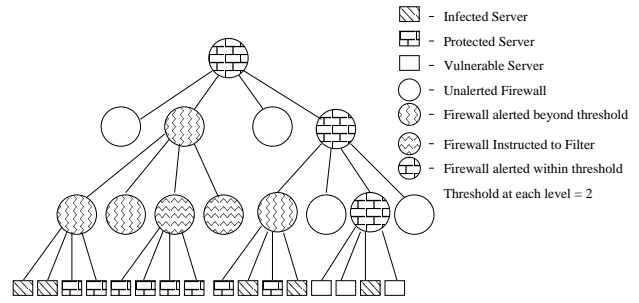 - Infected Server
- Protected Server
- Vulnerable Server
- Unalerted Firewall
- Firewall alerted beyond threshold
- Firewall Instructed to Filter
- Firewall alerted within threshold
Threshold at each level = 2